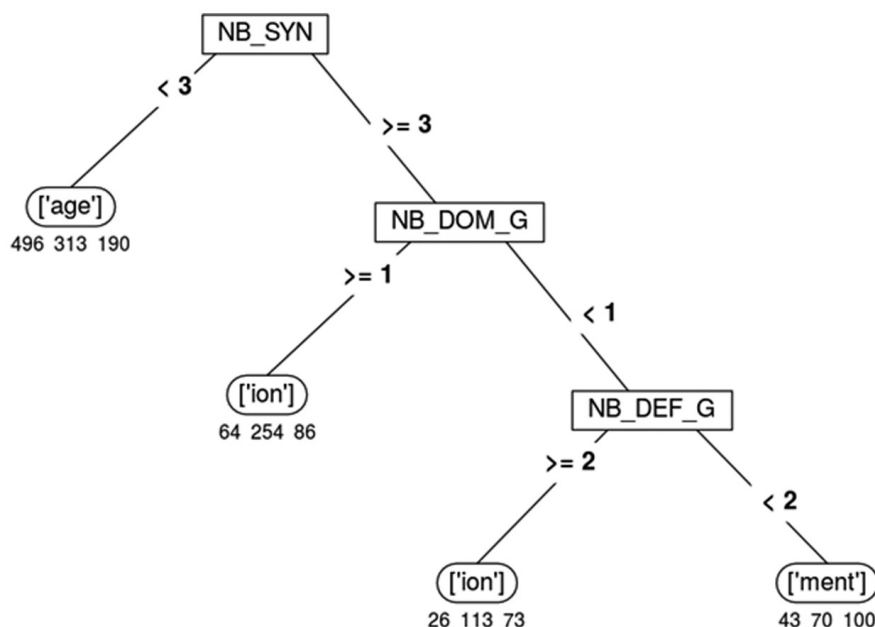 NB_SYN
< 3
>= 3
['age']
496 313 190
NB_DOM_G
>= 1
< 1
['ion']
64 254 86
NB_DEF_G
>= 2
< 2
['ion']
26 113 73
['ment']
43 70 100